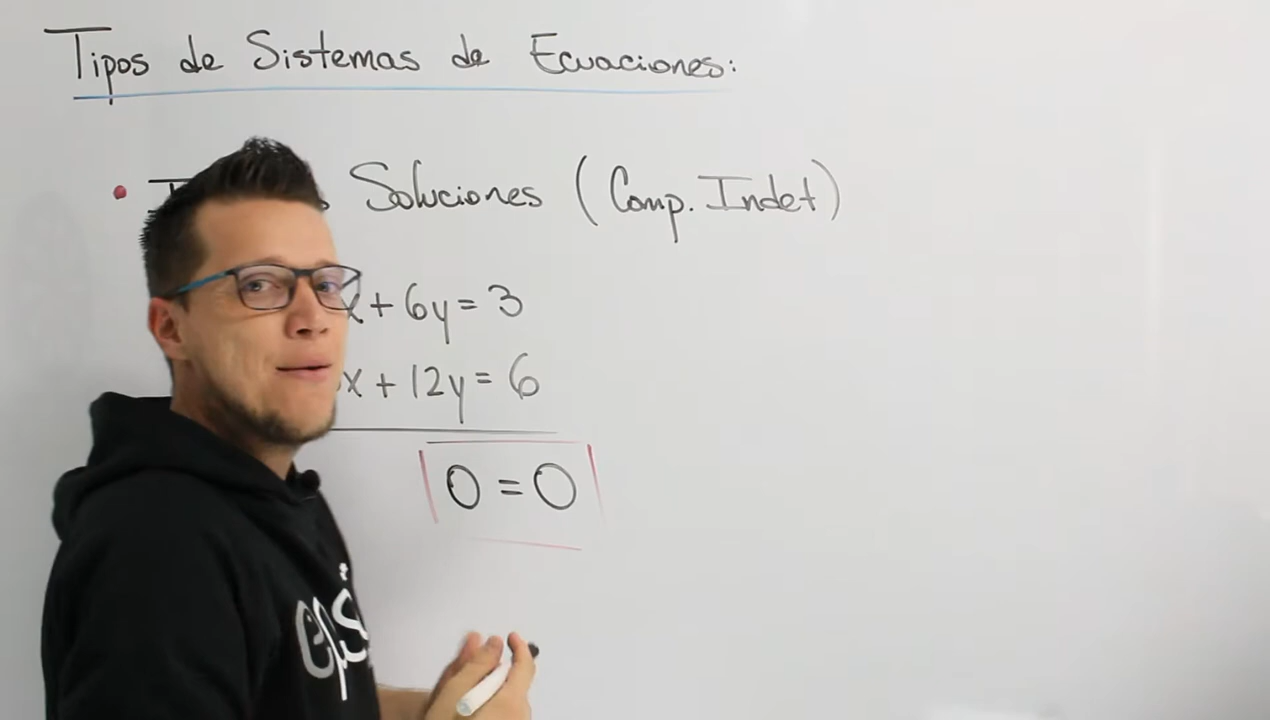 Tipos de Sistemas de Ecuaciones:
Soluciones (Comp. Indet)
x + 6y = 3
x + 12y = 6
0 = 0